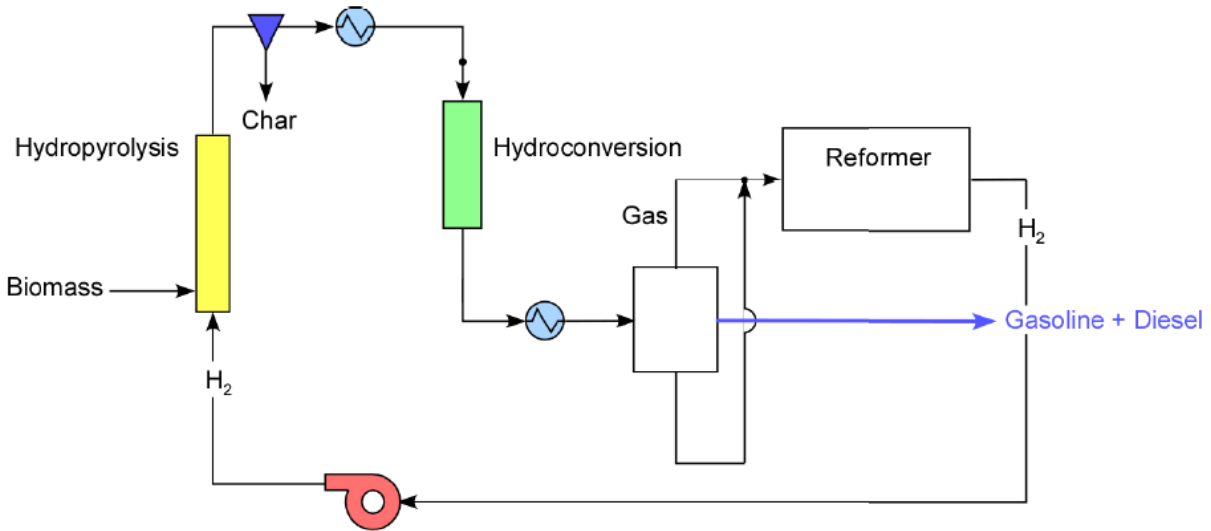 Char
Hydropyrolysis
Hydroconversion
Reformer
Gas
H₂
Biomass
Gasoline + Diesel
H₂